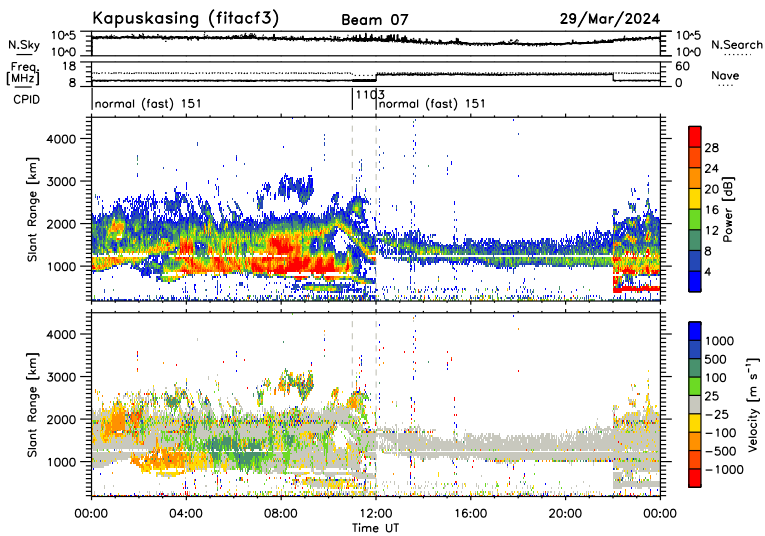 Kapuskasing (fitacf3) Beam 07 29/Mar/2024
N.Sky 10^5 10^0 10^5 10^0 N.Search
Freq. [MHz] 18 8 60 0 Nave
CPID normal (fast) 151 1103 normal (fast) 151
Slant Range [km]
4000
3000
2000
1000
28
24
20
16
12
8
4
Power [dB]
Slant Range [km]
4000
3000
2000
1000
1000
500
100
25
−25
−100
−500
−1000
Velocity [m s⁻¹]
00:00 04:00 08:00 12:00 16:00 20:00 00:00
Time UT